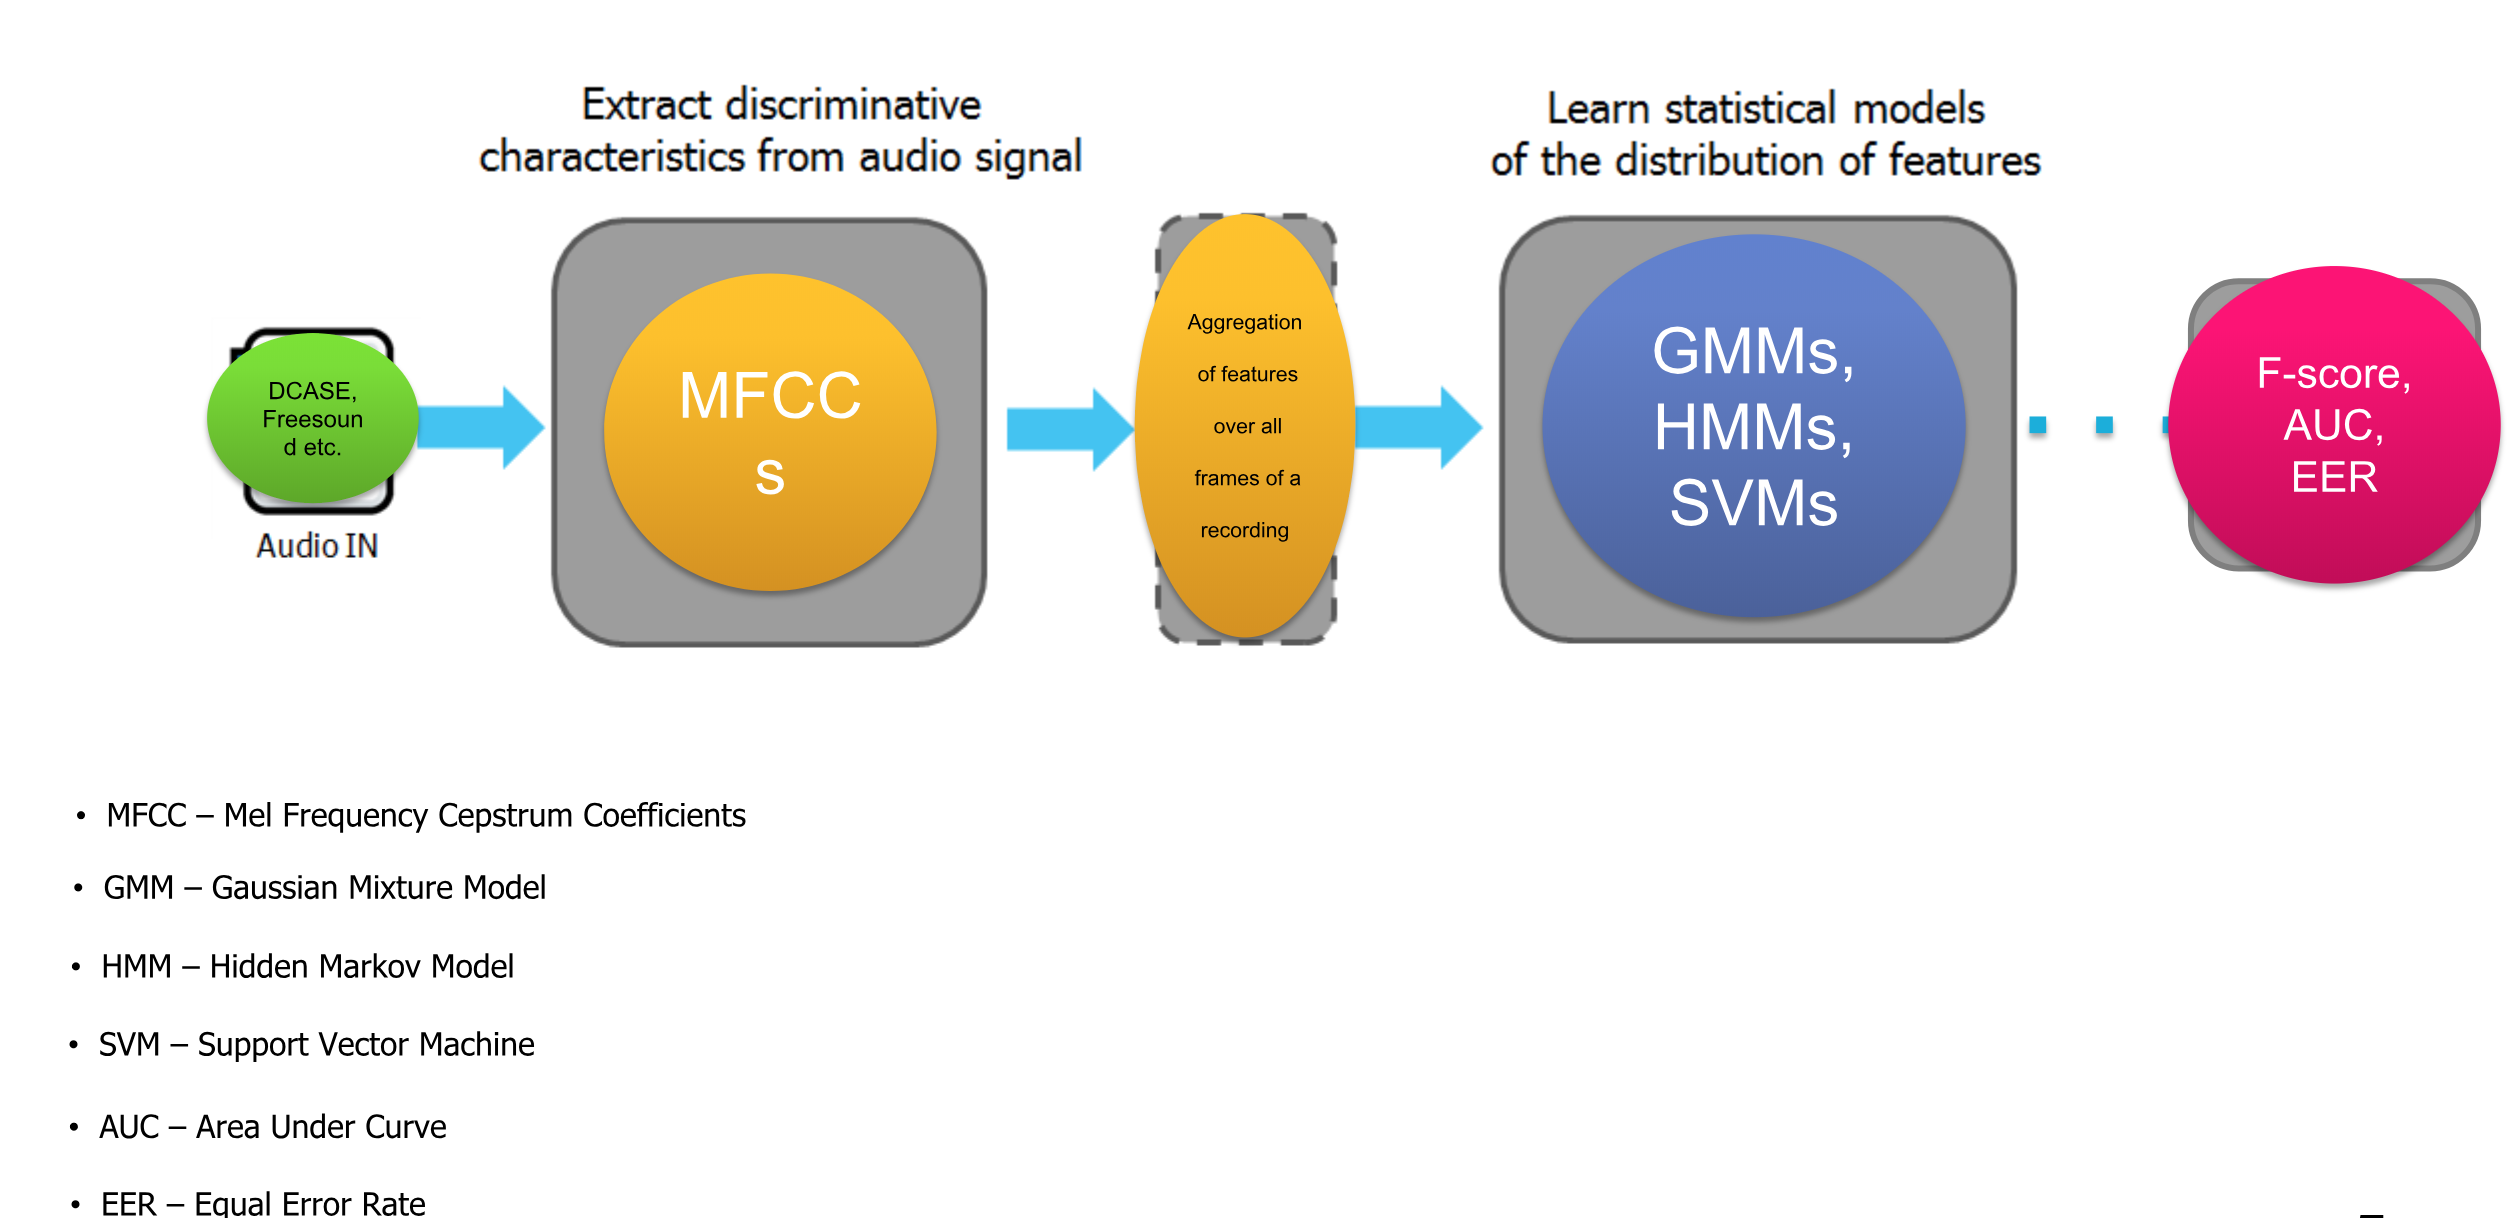 Extract discriminative
characteristics from audio signal
Learn statistical models
of the distribution of features
DCASE,
Freesoun
d etc.
Audio IN
MFCC
s
Aggregation
of features
over all
frames of a
recording
GMMs,
HMMs,
SVMs
F-score,
AUC,
EER
• MFCC – Mel Frequency Cepstrum Coefficients
• GMM – Gaussian Mixture Model
• HMM – Hidden Markov Model
• SVM – Support Vector Machine
• AUC – Area Under Curve
• EER – Equal Error Rate